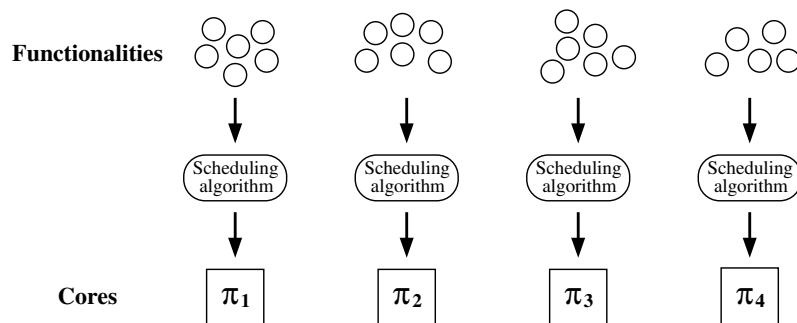 Functionalities
Scheduling algorithm
Scheduling algorithm
Scheduling algorithm
Scheduling algorithm
Cores
π1
π2
π3
π4